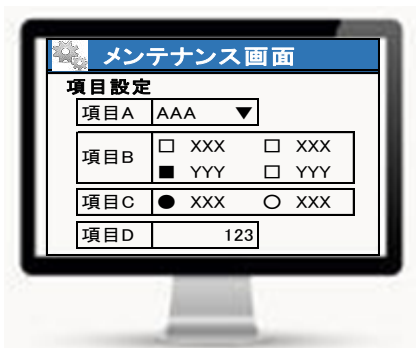 メンテナンス画面
項目設定
項目A AAA ▼
項目B □ XXX □ XXX
■ YYY □ YYY
項目C ● XXX ○ XXX
項目D 123